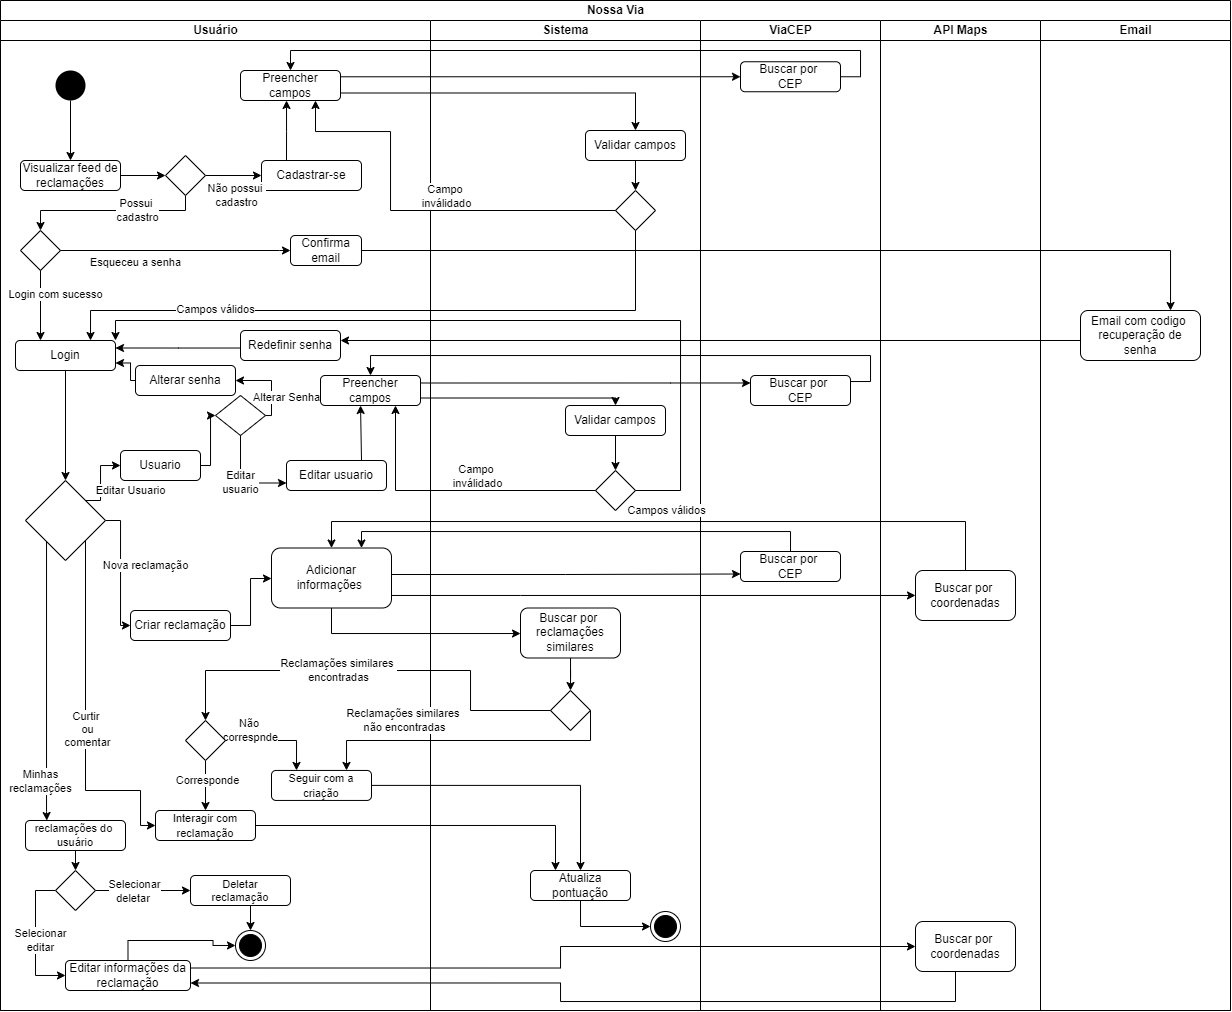 Nossa Via
Usuário
Sistema
ViaCEP
API Maps
Email
Preencher
campos
Buscar por
CEP
Validar campos
Visualizar feed de
reclamações
Cadastrar-se
Não possui
cadastro
Possui
cadastro
Campo
inválidado
Confirma
email
Esqueceu a senha
Login com sucesso
Campos válidos
Email com codigo
recuperação de
senha
Redefinir senha
Login
Alterar senha
Alterar Senha
Preencher
campos
Buscar por
CEP
Validar campos
Usuario
Editar Usuario
Editar
usuario
Editar usuario
Campo
inválidado
Campos válidos
Nova reclamação
Adicionar
informações
Buscar por
CEP
Buscar por
coordenadas
Criar reclamação
Buscar por
reclamações
similares
Reclamações similares
encontradas
Reclamações similares
não encontradas
Curtir
ou
comentar
Não
correspnde
Corresponde
Seguir com a
criação
Minhas
reclamações
Interagir com
reclamação
reclamações do
usuário
Selecionar
deletar
Deletar
reclamação
Atualiza
pontuação
Selecionar
editar
Editar informações da
reclamação
Buscar por
coordenadas